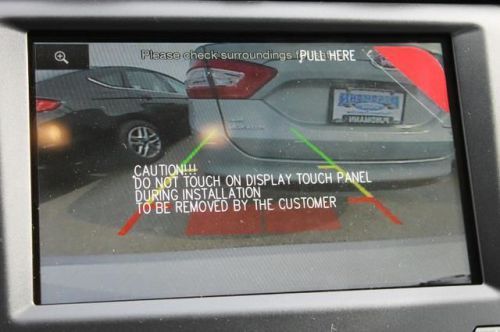 Please check surroundings f
PULL HERE
CAUTION!!!
DO NOT TOUCH ON DISPLAY TOUCH PANEL
DURING INSTALLATION
TO BE REMOVED BY THE CUSTOMER